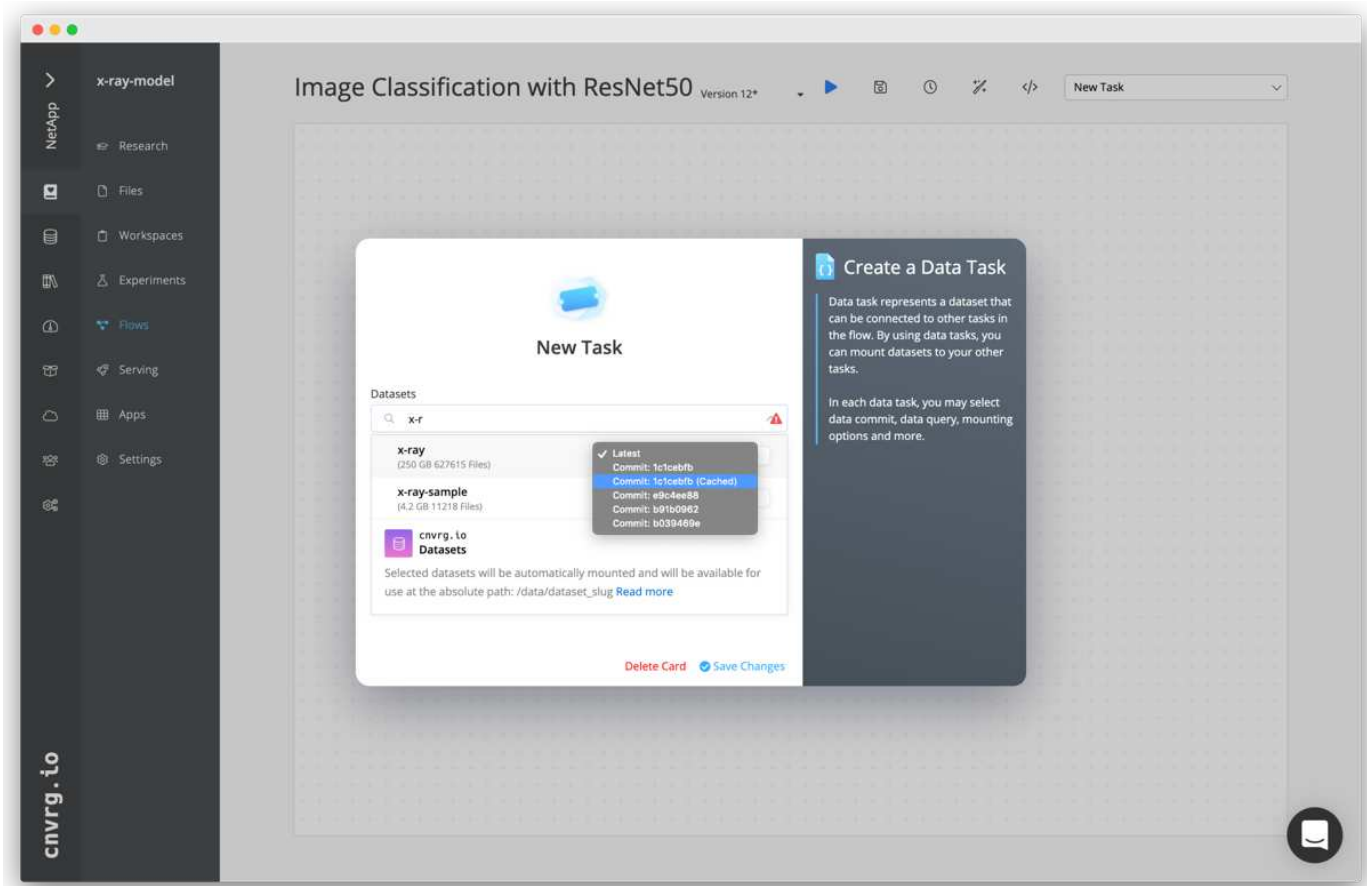 NetApp
cnvrg.io
x-ray-model
Research
Files
Workspaces
Experiments
Flows
Serving
Apps
Settings
Image Classification with ResNet50 Version 12*
New Task
New Task
Datasets
x-r
x-ray
(250 GB 627615 Files)
x-ray-sample
(4.2 GB 11218 Files)
✓ Latest
Commit: 1c1cebfb
Commit: 1c1cebfb (Cached)
Commit: e9c4ee88
Commit: b91b0962
Commit: b039469e
cnvrg.io
Datasets
Selected datasets will be automatically mounted and will be available for
use at the absolute path: /data/dataset_slug Read more
Delete Card Save Changes
Create a Data Task
Data task represents a dataset that
can be connected to other tasks in
the flow. By using data tasks, you
can mount datasets to your other
tasks.
In each data task, you may select
data commit, data query, mounting
options and more.